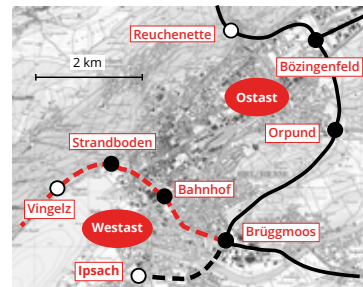 Reuchenette
Bözingenfeld
2 km
Ostast
Orpund
Strandboden
Bahnhof
Vingelz
Westast
Brüggmoos
Ipsach